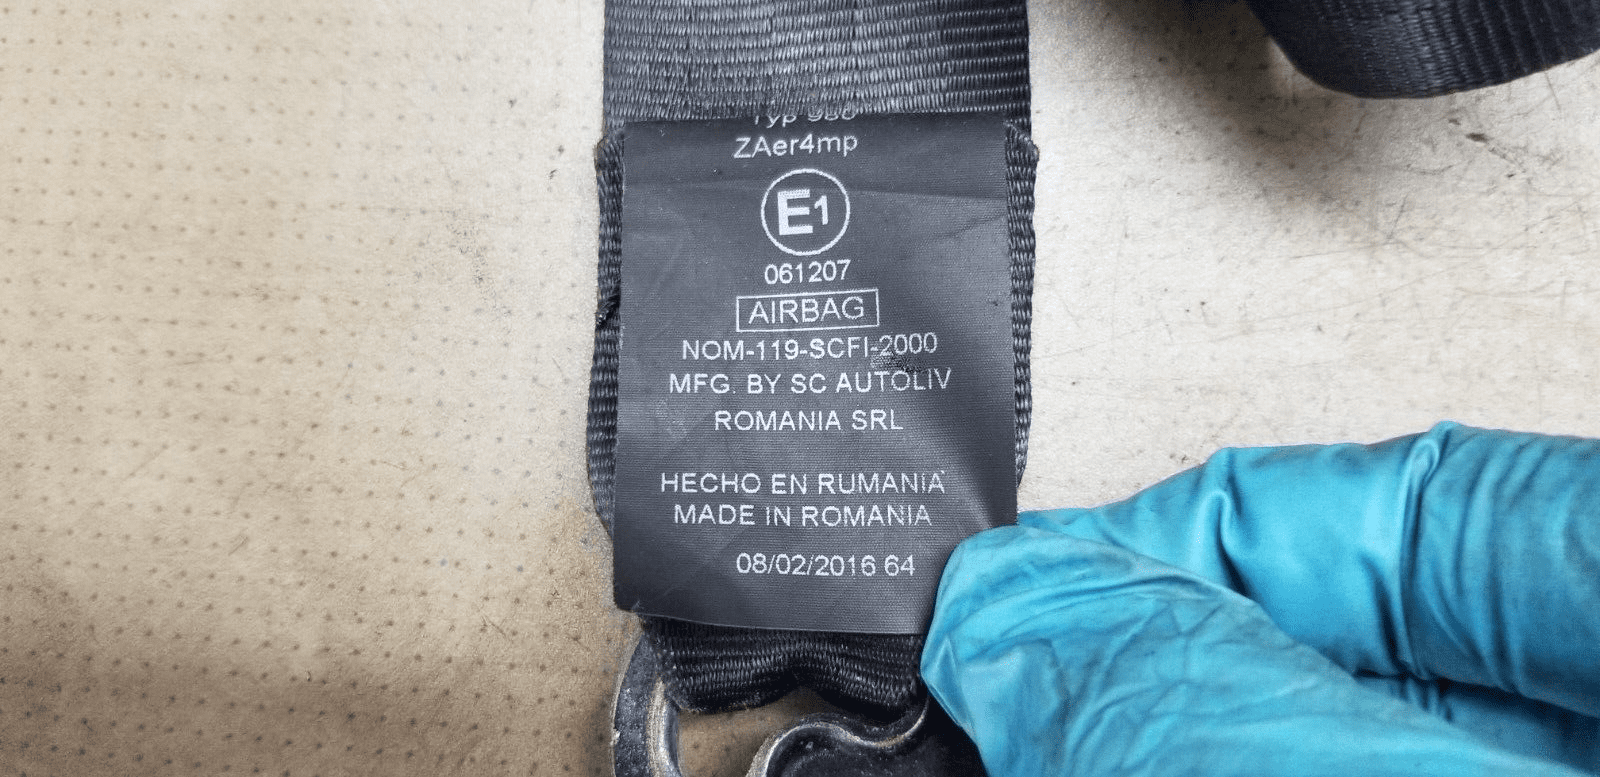 Typ
ZAer4mp
E1
061207
AIRBAG
NOM-119-SCFI-2000
MFG. BY SC AUTOLIV
ROMANIA SRL
HECHO EN RUMANIA
MADE IN ROMANIA
08/02/2016 64